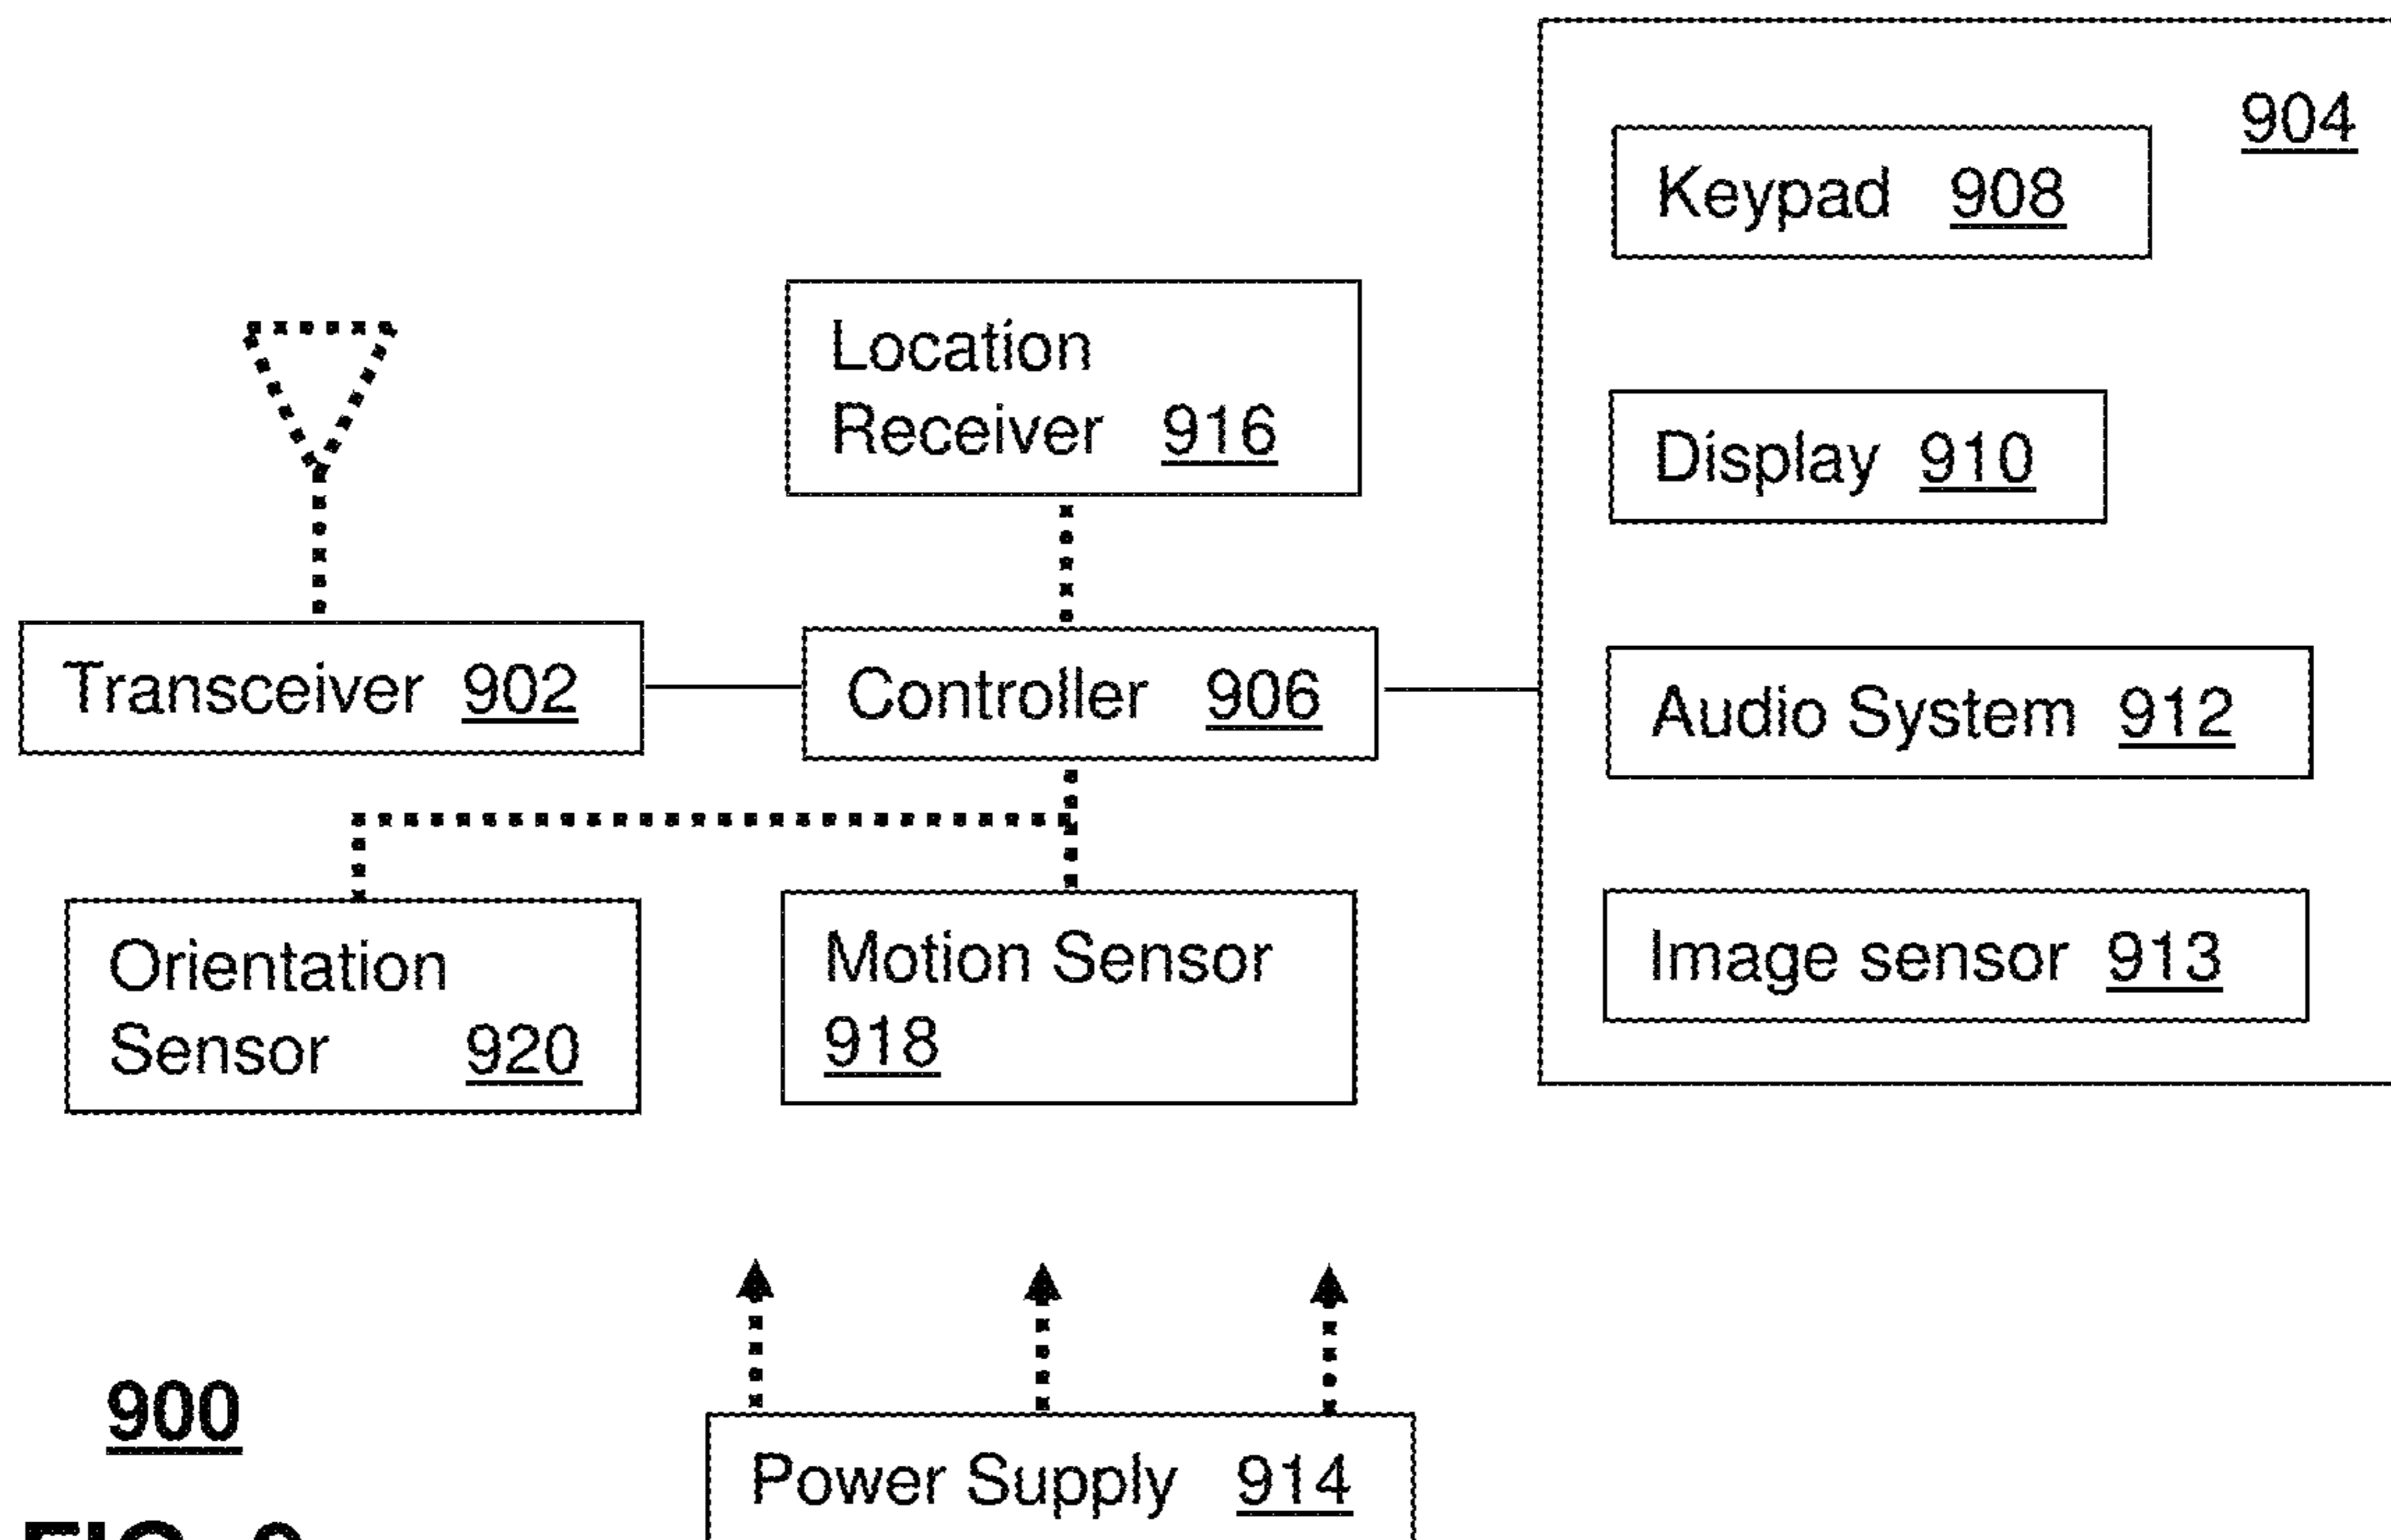 904
Keypad 908
Location
Receiver 916
Display 910
Transceiver 902
Controller 906
Audio System 912
Orientation
Sensor 920
Motion Sensor
918
Image sensor 913
900
Power Supply 914